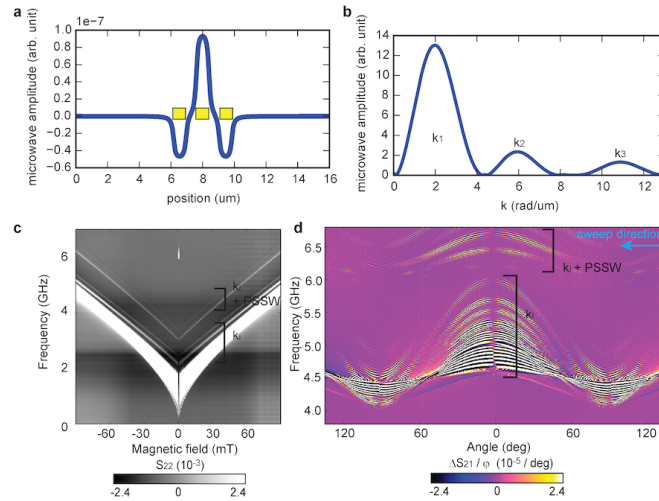 a
1e-7
microwave amplitude (arb. unit)
1.0
0.8
0.6
0.4
0.2
0.0
−0.2
−0.4
−0.6
0 2 4 6 8 10 12 14 16
position (um)
b
microwave amplitude (arb. unit)
14
12
10
8
6
4
2
0
k1
k2
k3
0 4 8 12
k (rad/um)
c
Frequency (GHz)
6
4
2
0
ki
+ PSSW
ki
-60 -30 0 30 60
Magnetic field (mT)
S22 (10-3)
-2.4 2.4
d
sweep direction
Frequency (GHz)
6.5
6.0
5.5
5.0
4.5
4.0
ki + PSSW
ki
120 60 0 60 120
Angle (deg)
ΔS21 / φ (10-5 / deg)
-2.4 2.4